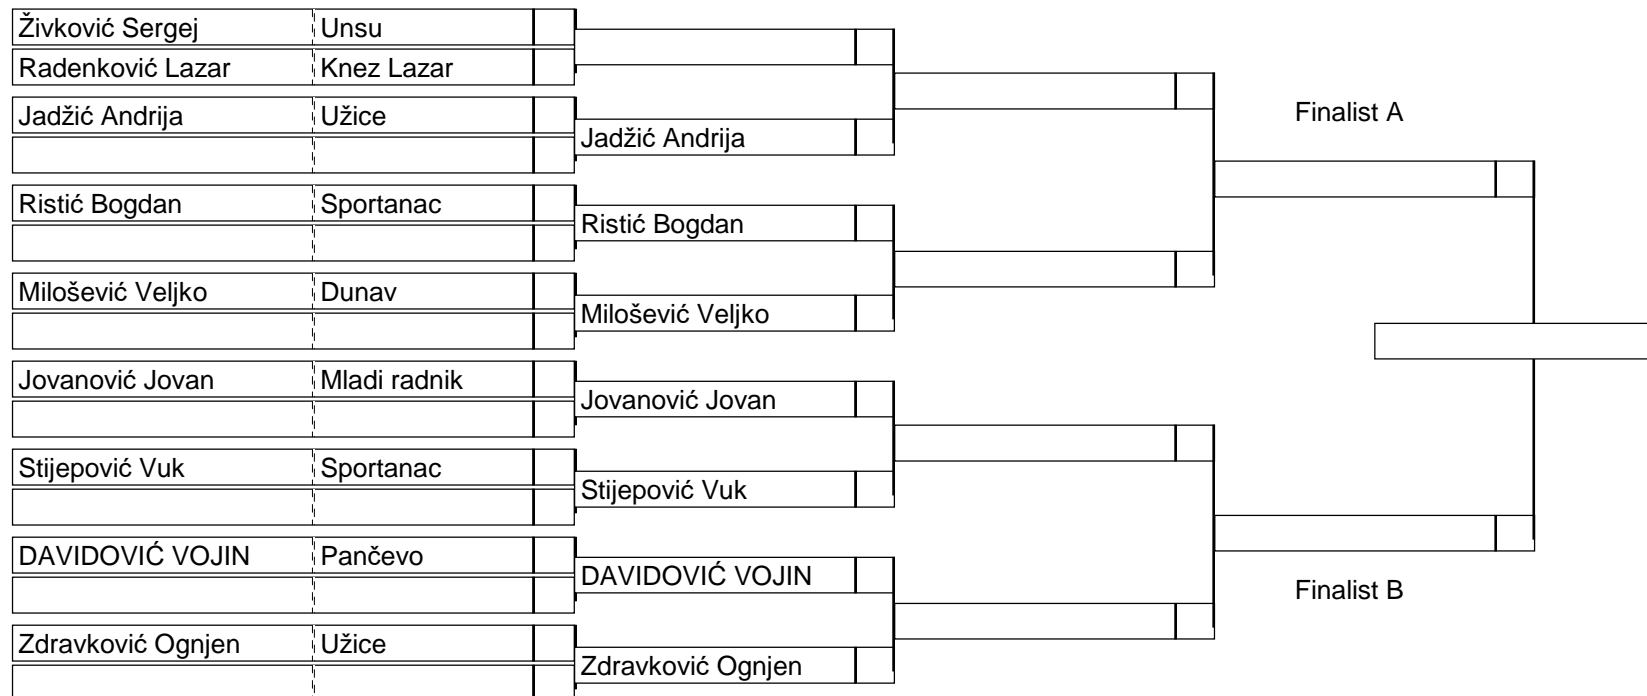 Živković Sergej Unsu
Radenković Lazar Knez Lazar
Jadžić Andrija Užice
Finalist A
Jadžić Andrija
Ristić Bogdan Sportanac
Ristić Bogdan
Milošević Veljko Dunav
Milošević Veljko
Jovanović Jovan Mladi radnik
Jovanović Jovan
Stijepović Vuk Sportanac
Stijepović Vuk
DAVIDOVIĆ VOJIN Pančevo
DAVIDOVIĆ VOJIN
Finalist B
Zdravković Ognjen Užice
Zdravković Ognjen